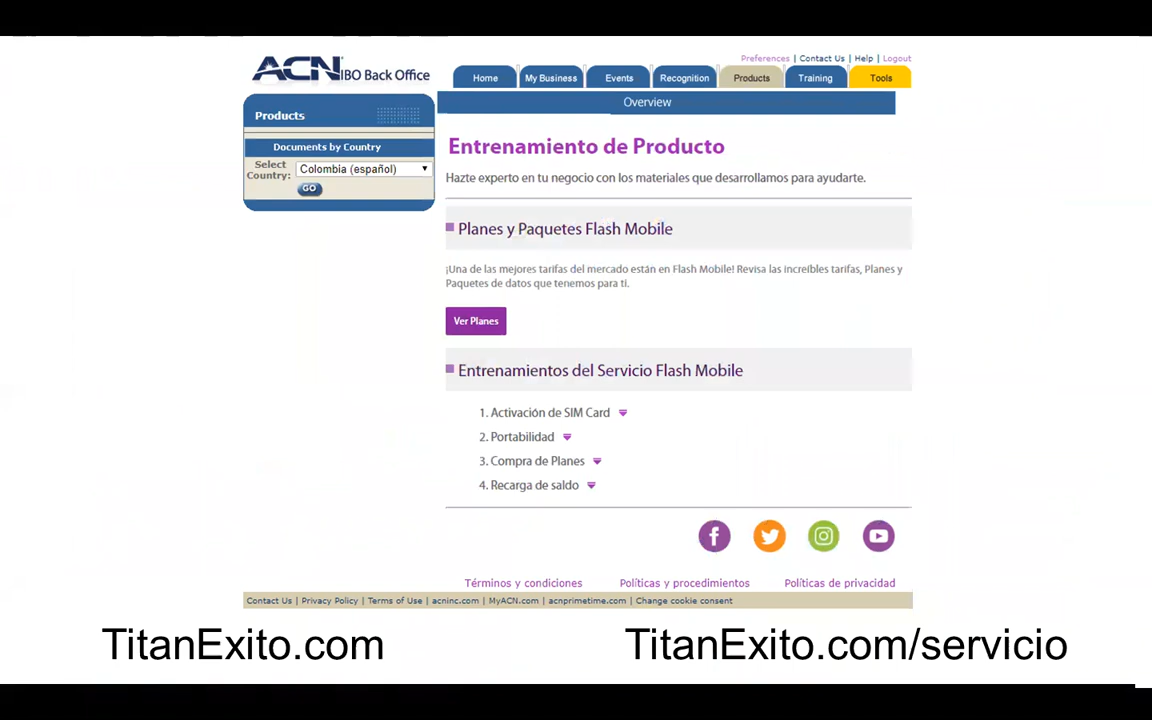 Preferences | Contact Us | Help | Logout
ACN IBO Back Office
Home My Business Events Recognition Products Training Tools
Overview
Products
Documents by Country
Select Country: Colombia (español)
GO
Entrenamiento de Producto
Hazte experto en tu negocio con los materiales que desarrollamos para ayudarte.
Planes y Paquetes Flash Mobile
¡Una de las mejores tarifas del mercado están en Flash Mobile! Revisa las increíbles tarifas, Planes y
Paquetes de datos que tenemos para ti.
Ver Planes
Entrenamientos del Servicio Flash Mobile
1. Activación de SIM Card
2. Portabilidad
3. Compra de Planes
4. Recarga de saldo
Términos y condiciones Políticas y procedimientos Políticas de privacidad
Contact Us | Privacy Policy | Terms of Use | acninc.com | MyACN.com | acnprimetime.com | Change cookie consent
TitanExito.com TitanExito.com/servicio